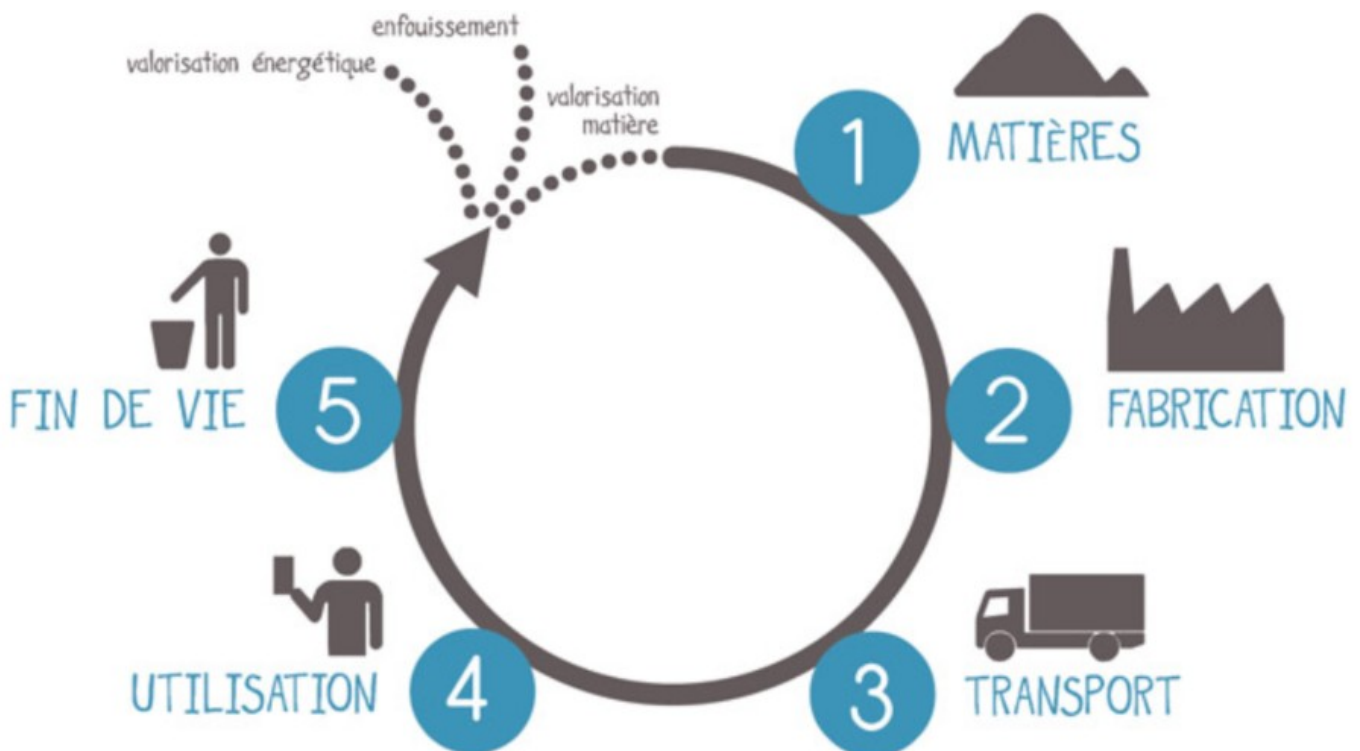 enfouissement
valorisation énergétique
valorisation
matière
1
MATIÈRES
2
FABRICATION
3
TRANSPORT
4
UTILISATION
5
FIN DE VIE